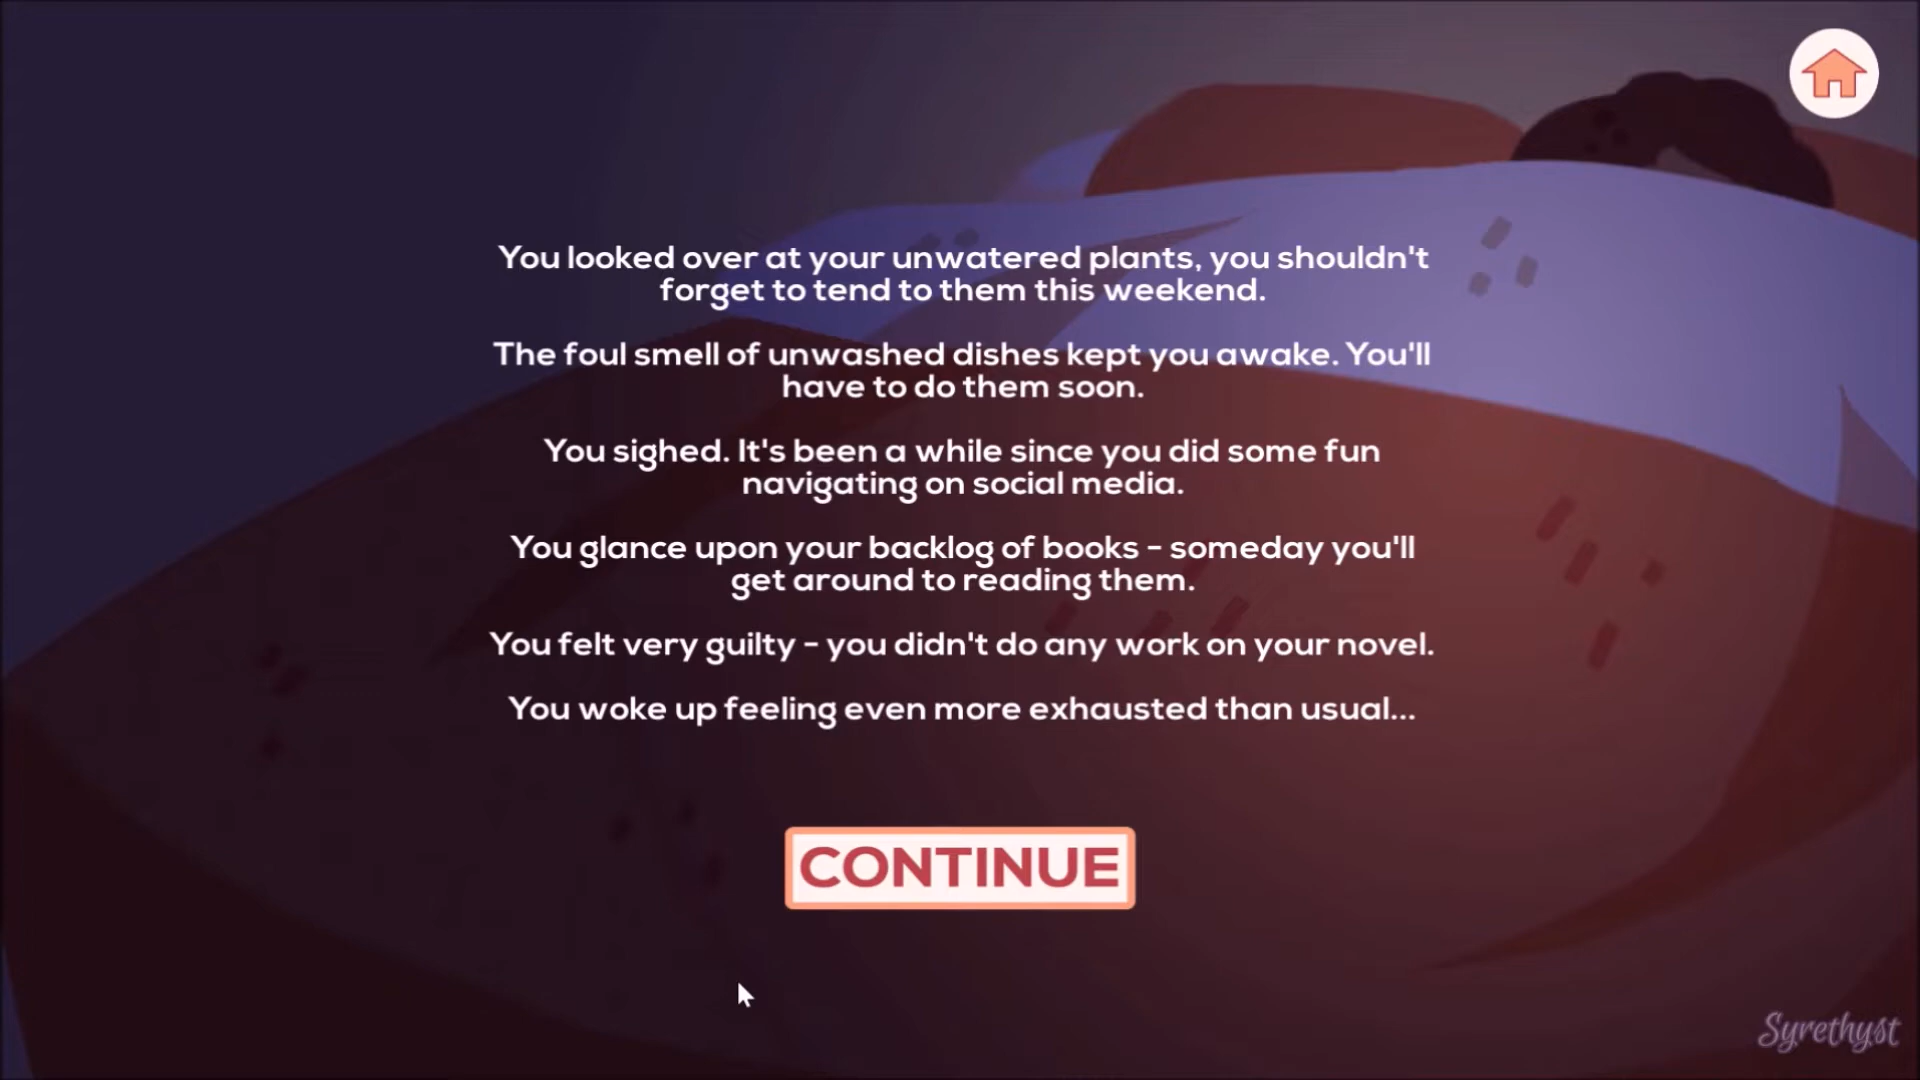 You looked over at your unwatered plants, you shouldn't
forget to tend to them this weekend.
The foul smell of unwashed dishes kept you awake. You'll
have to do them soon.
You sighed. It's been a while since you did some fun
navigating on social media.
You glance upon your backlog of books - someday you'll
get around to reading them.
You felt very guilty - you didn't do any work on your novel.
You woke up feeling even more exhausted than usual...
CONTINUE
Syrethyst